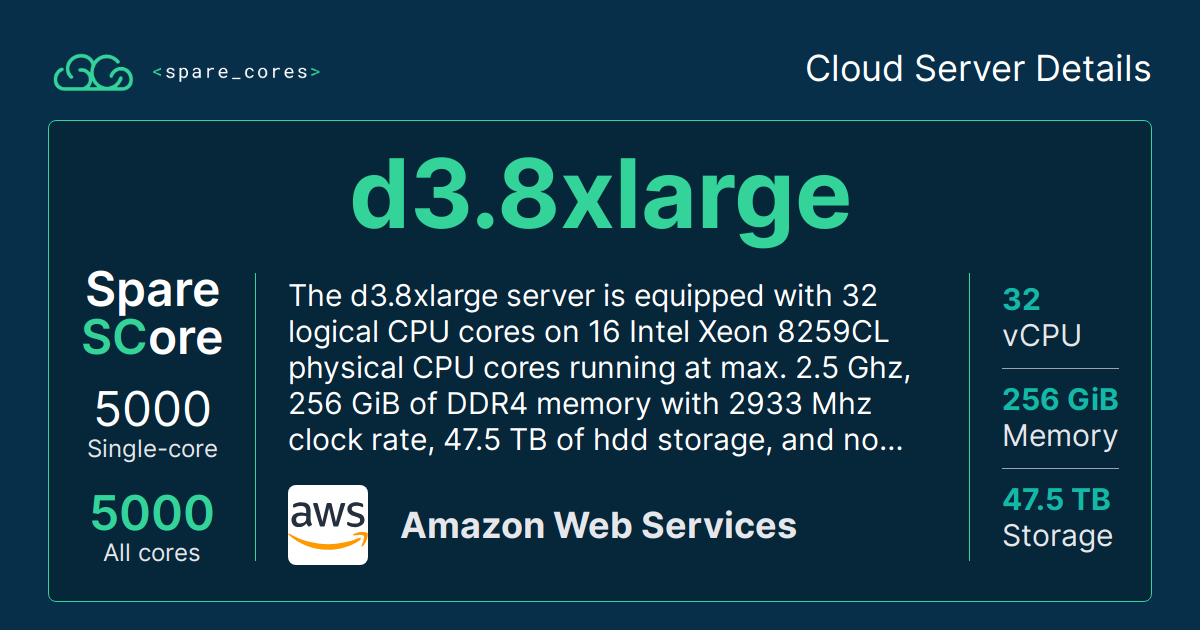 <spare_cores>
Cloud Server Details
d3.8xlarge
Spare
SCore
5000
Single-core
5000
All cores
The d3.8xlarge server is equipped with 32
logical CPU cores on 16 Intel Xeon 8259CL
physical CPU cores running at max. 2.5 Ghz,
256 GiB of DDR4 memory with 2933 Mhz
clock rate, 47.5 TB of hdd storage, and no...
aws
Amazon Web Services
32
vCPU
256 GiB
Memory
47.5 TB
Storage